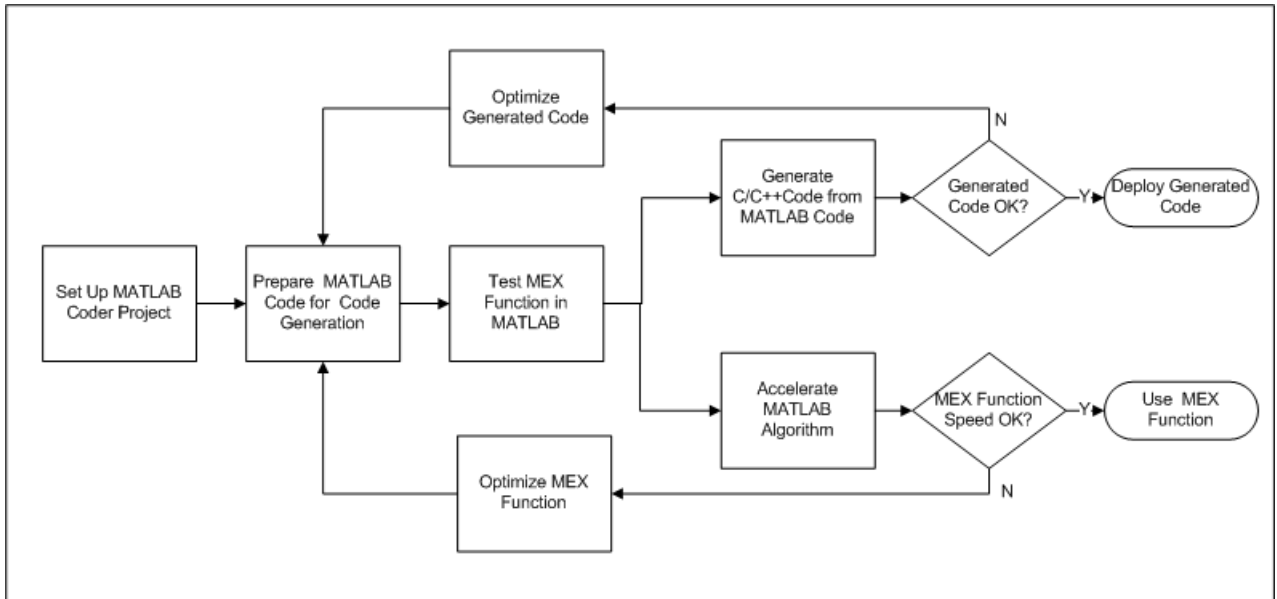 Optimize
Generated Code
N
Generate
C/C++Code from
MATLAB Code
Generated
Code OK?
Y
Deploy Generated
Code
Set Up MATLAB
Coder Project
Prepare MATLAB
Code for Code
Generation
Test MEX
Function in
MATLAB
Accelerate
MATLAB
Algorithm
MEX Function
Speed OK?
Y
Use MEX
Function
Optimize MEX
Function
N